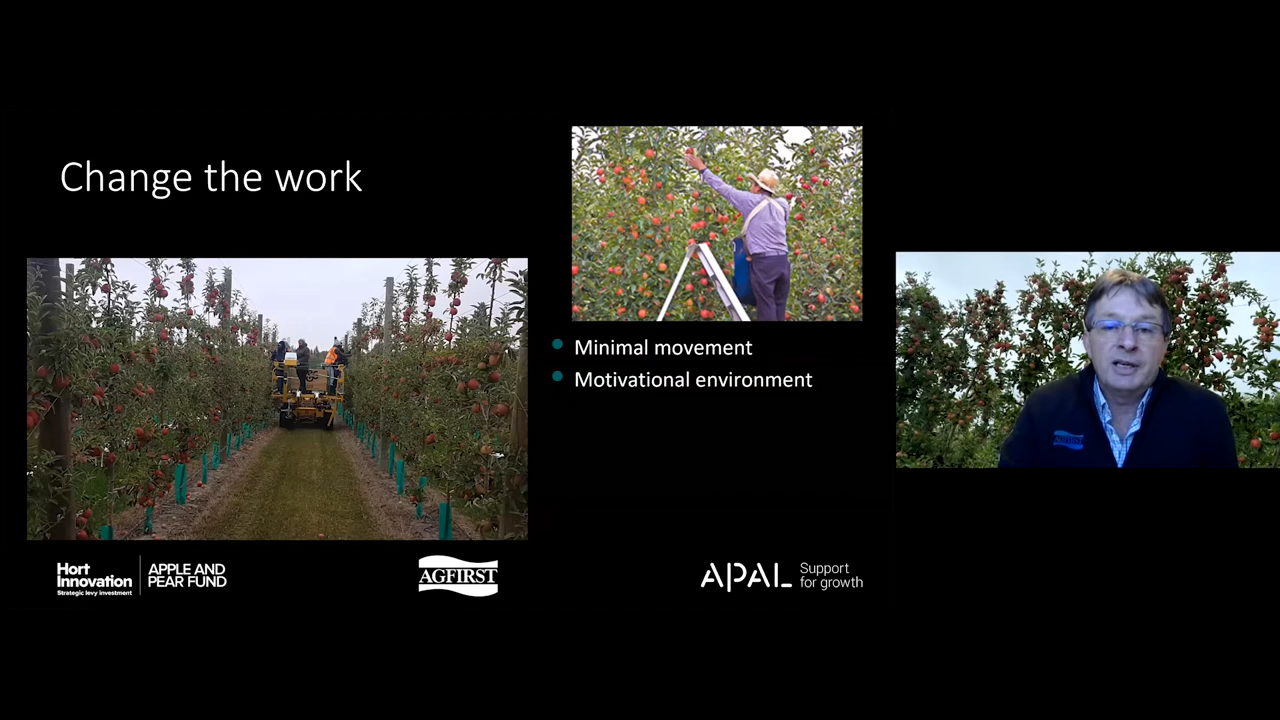 Change the work
Minimal movement
Motivational environment
AGFIRST
Hort
Innovation
Strategic levy investment
APPLE AND
PEAR FUND
AGFIRST
APAL
Support
for growth